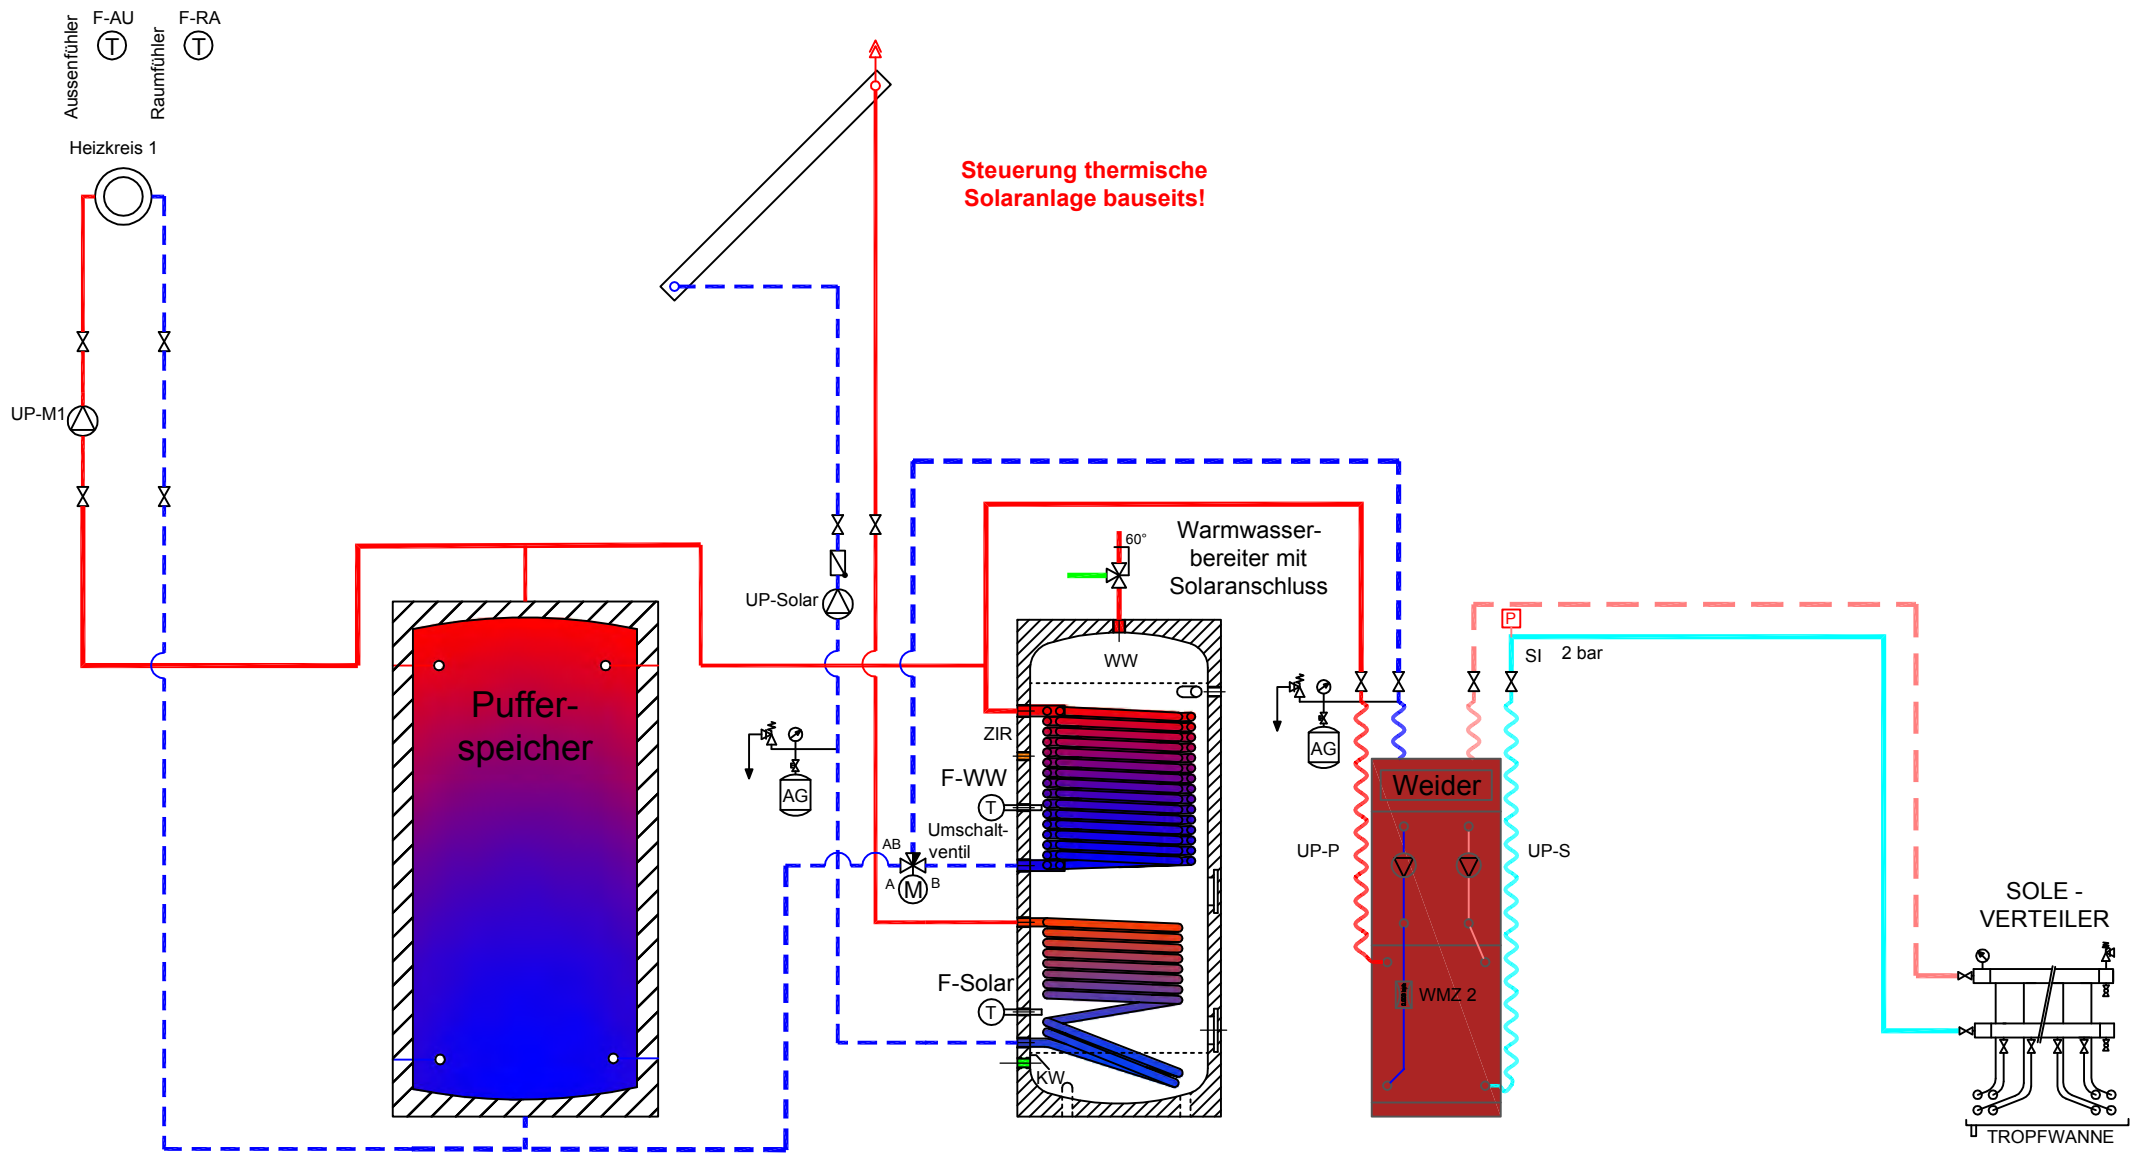 F-AU
F-RA
T
T
Aussenfühler
Raumfühler
Heizkreis 1
Steuerung thermische
Solaranlage bauseits!
UP-M1
60°
Warmwasser-
bereiter mit
Solaranschluss
UP-Solar
P
SI
2 bar
WW
Puffer-
speicher
ZIR
AG
AG
Weider
F-WW
T
Umschalt-
ventil
AB
A
M
B
UP-P
UP-S
SOLE -
VERTEILER
F-Solar
T
WMZ 2
KW
TROPFWANNE